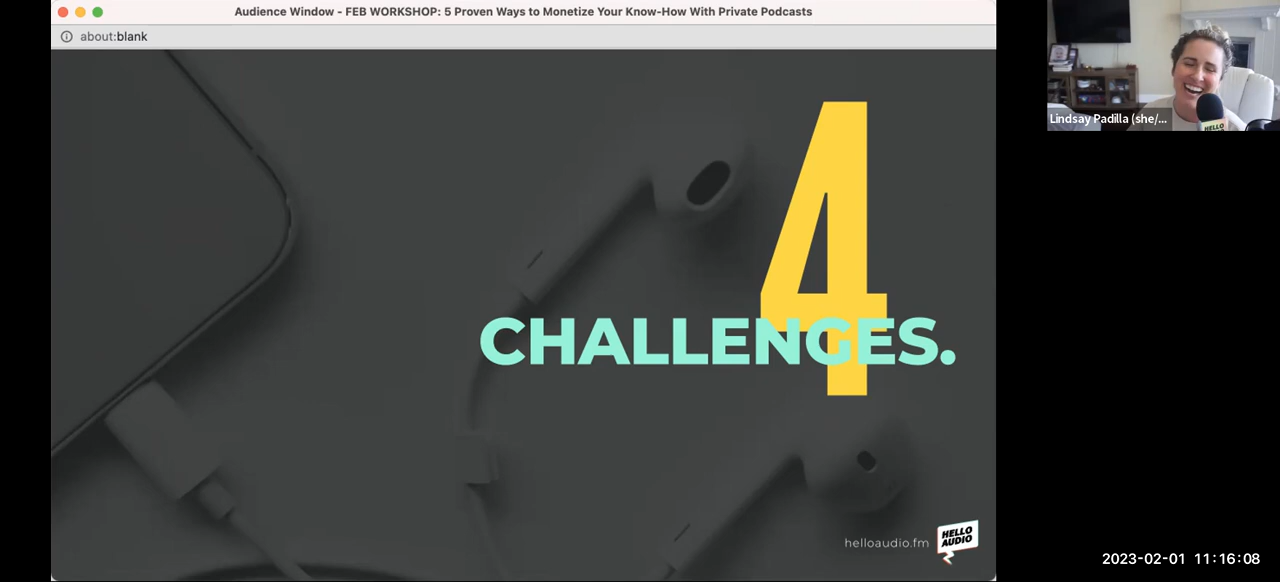 Audience Window - FEB WORKSHOP: 5 Proven Ways to Monetize Your Know-How With Private Podcasts
about:blank
4
CHALLENGES.
helloaudio.fm
HELLO
AUDIO
Lindsay Padilla (she/...
HELLO
2023-02-01 11:16:08